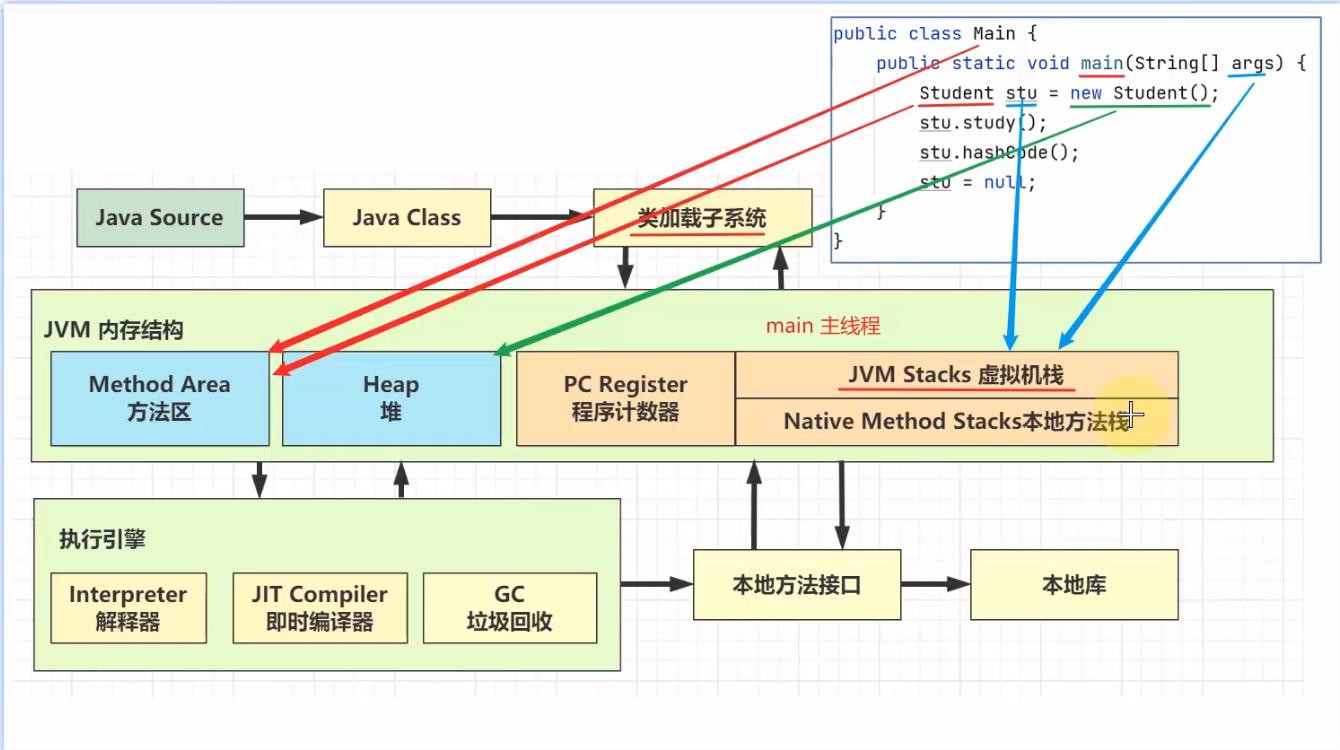 public class Main {
public static void main(String[] args) {
Student stu = new Student();
stu.study();
stu.hashCode();
stu = null;
}
}
Java Source
Java Class
类加载子系统
JVM 内存结构
main 主线程
Method Area
方法区
Heap
堆
PC Register
程序计数器
JVM Stacks 虚拟机栈
Native Method Stacks本地方法栈
执行引擎
Interpreter
解释器
JIT Compiler
即时编译器
GC
垃圾回收
本地方法接口
本地库